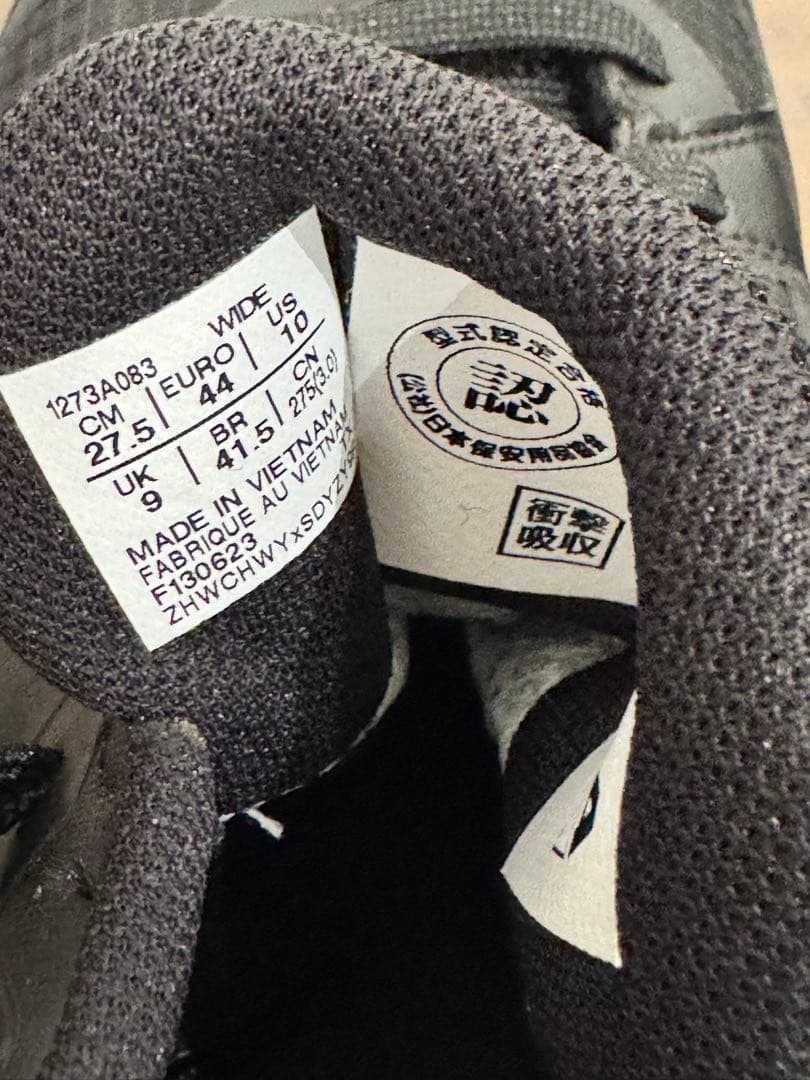 WIDE
1273A083
CM
27.5
EURO
44
US
10
UK
9
BR
41.5
CN
275(3.0)
MADE IN VIETNAM
FABRIQUE AU VIETNAM
F130623
ZHWCHWYxSDYZY
型式認定合格
認
(公社)日本保安用品協会
衝撃
吸収